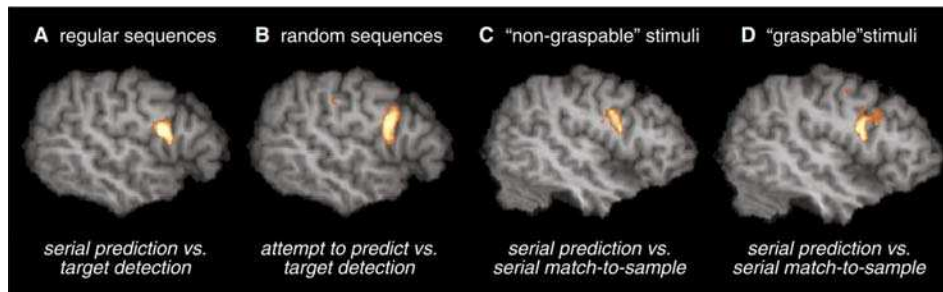 A regular sequences
B random sequences
C “non-graspable” stimuli
D “graspable”stimuli
serial prediction vs.
target detection
attempt to predict vs.
target detection
serial prediction vs.
serial match-to-sample
serial prediction vs.
serial match-to-sample